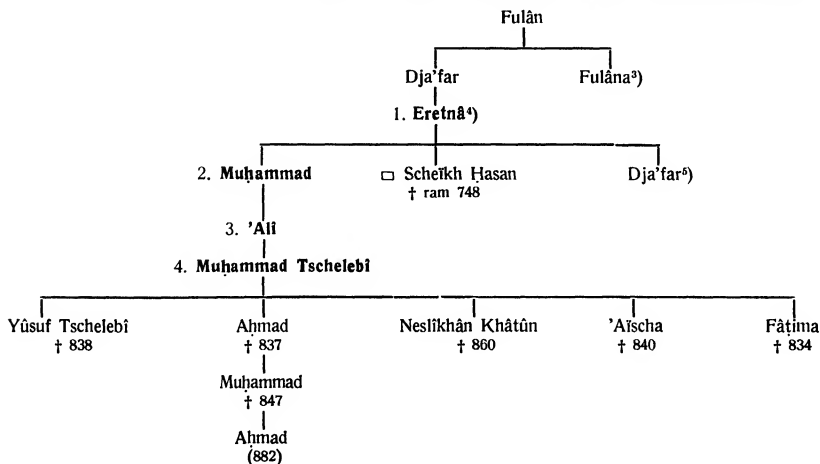 Fulân
Dja'far Fulâna³)
1. Eretnâ⁴)
2. Muḥammad □ Scheïkh Ḥasan Dja'far⁵)
† ram 748
3. 'Alî
4. Muḥammad Tschelebî
Yûsuf Tschelebî Aḥmad Neslîkhân Khâtûn 'Aïscha Fâṭima
† 838 † 837 † 860 † 840 † 834
Muḥammad
† 847
Aḥmad
(882)